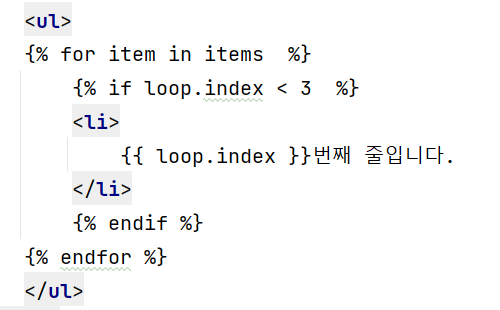 <ul>
{% for item in items  %}
    {% if loop.index < 3  %}
    <li>
        {{ loop.index }}번째 줄입니다.
    </li>
    {% endif %}
{% endfor %}
</ul>